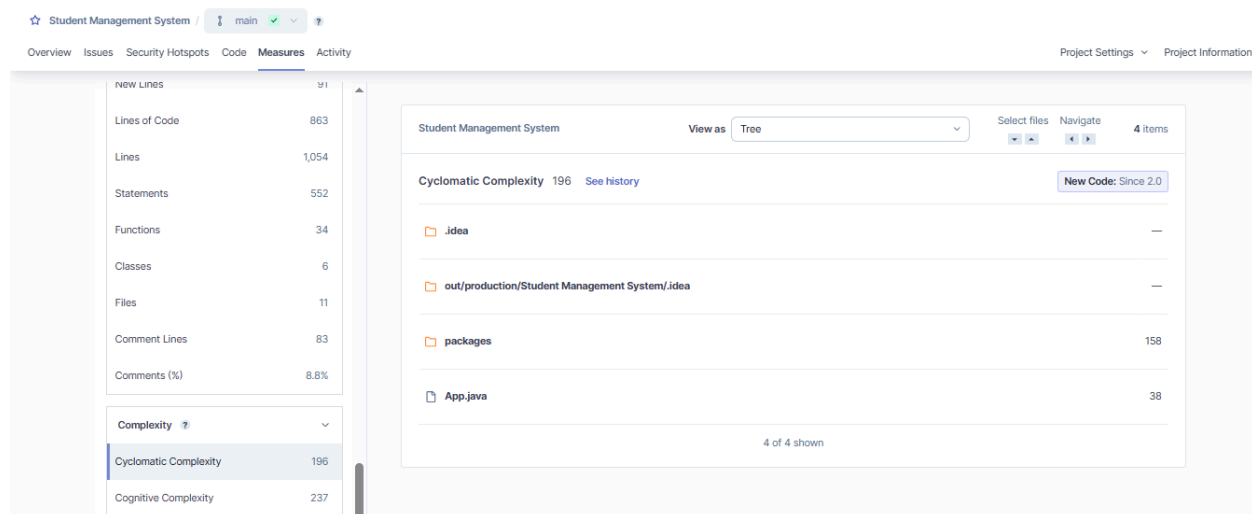 Student Management System / main ?
Overview Issues Security Hotspots Code Measures Activity Project Settings Project Information
New Lines 91
Lines of Code 863
Lines 1,054
Statements 552
Functions 34
Classes 6
Files 11
Comment Lines 83
Comments (%) 8.8%
Complexity ?
Cyclomatic Complexity 196
Cognitive Complexity 237
Student Management System View as Tree Select files Navigate 4 items
Cyclomatic Complexity 196 See history New Code: Since 2.0
.idea —
out/production/Student Management System/.idea —
packages 158
App.java 38
4 of 4 shown